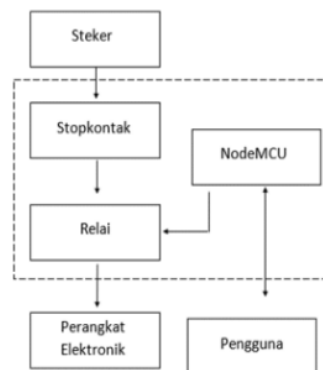 Steker
Stopkontak
NodeMCU
Relai
Perangkat
Elektronik
Pengguna